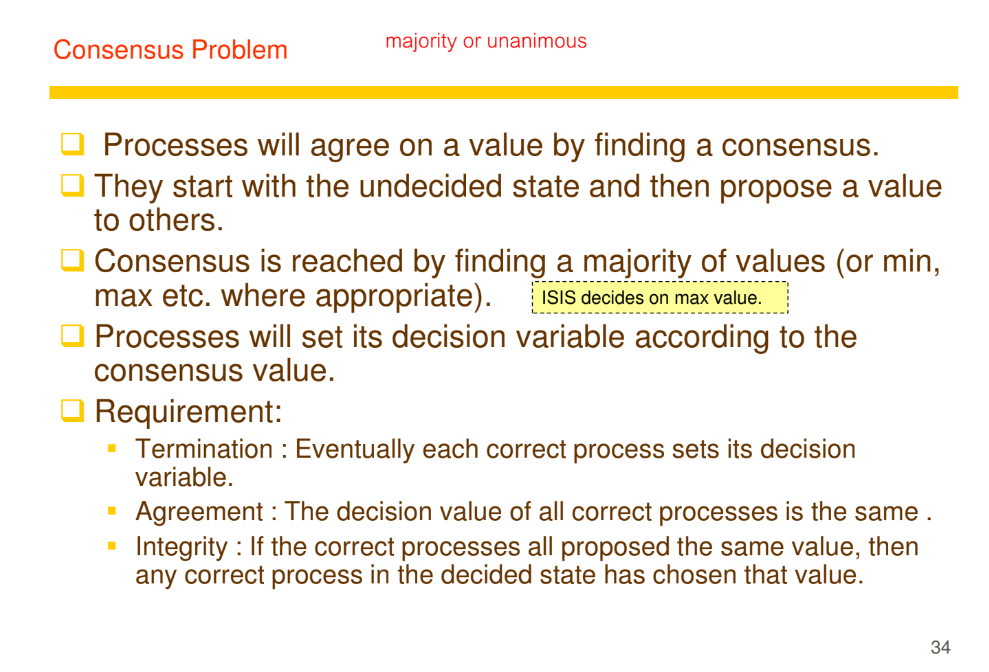 Consensus Problem
majority or unanimous
Processes will agree on a value by finding a consensus.
They start with the undecided state and then propose a value
to others.
Consensus is reached by finding a majority of values (or min,
max etc. where appropriate).
ISIS decides on max value.
Processes will set its decision variable according to the
consensus value.
Requirement:
Termination : Eventually each correct process sets its decision
variable.
Agreement : The decision value of all correct processes is the same .
Integrity : If the correct processes all proposed the same value, then
any correct process in the decided state has chosen that value.
34